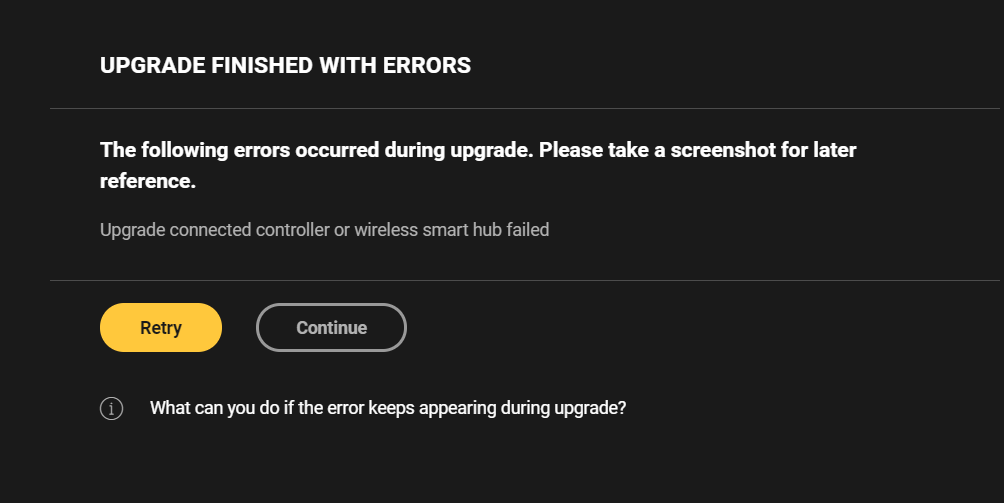 UPGRADE FINISHED WITH ERRORS
The following errors occurred during upgrade. Please take a screenshot for later
reference.
Upgrade connected controller or wireless smart hub failed
Retry
Continue
What can you do if the error keeps appearing during upgrade?